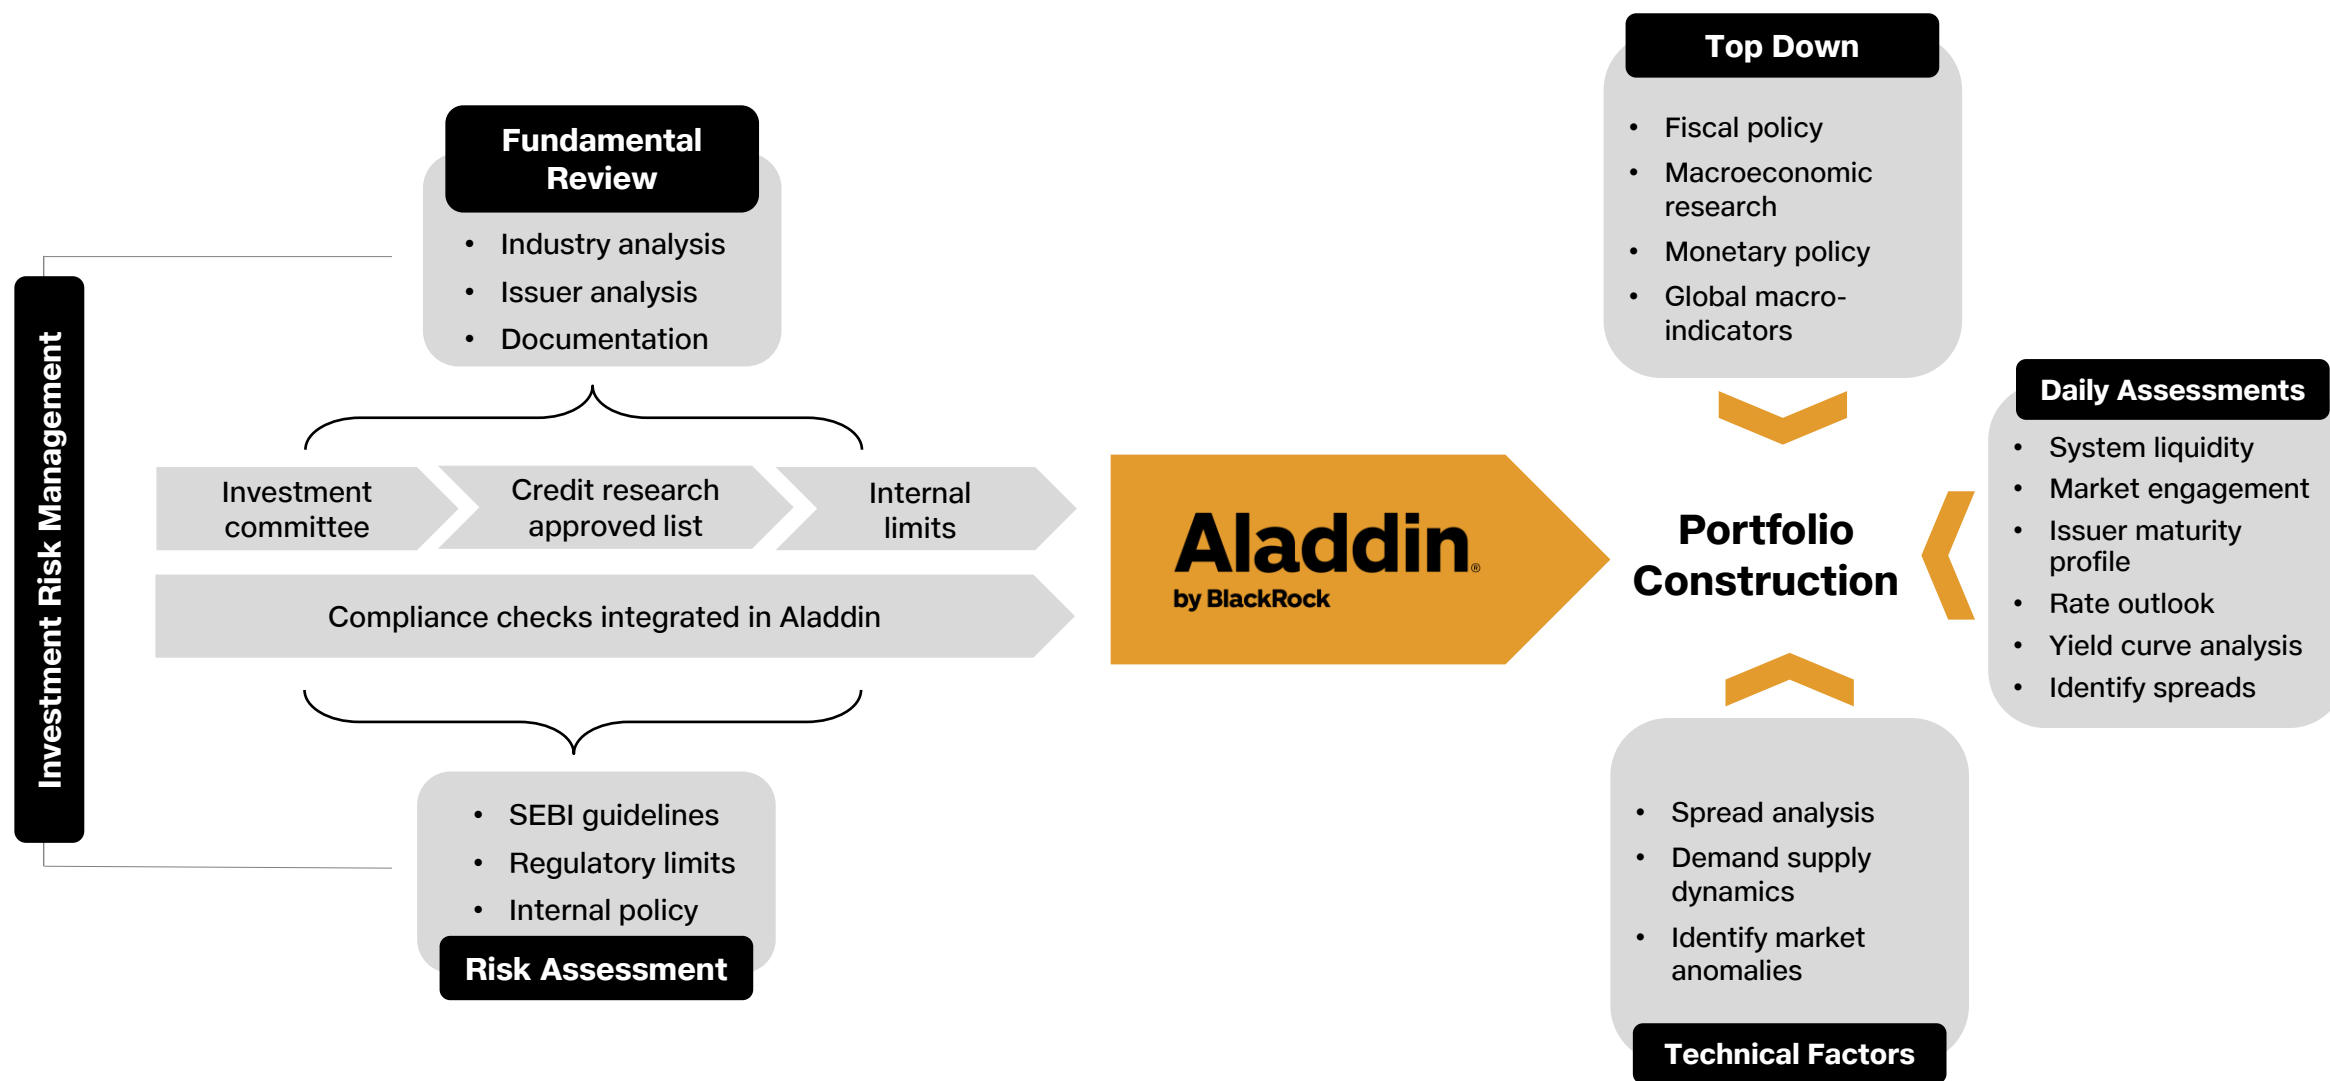 Investment Risk Management
Fundamental
Review
• Industry analysis
• Issuer analysis
• Documentation
Investment
committee
Credit research
approved list
Internal
limits
Compliance checks integrated in Aladdin
• SEBI guidelines
• Regulatory limits
• Internal policy
Risk Assessment
Aladdin®
by BlackRock
Top Down
• Fiscal policy
• Macroeconomic
research
• Monetary policy
• Global macro-
indicators
Portfolio
Construction
Daily Assessments
• System liquidity
• Market engagement
• Issuer maturity
profile
• Rate outlook
• Yield curve analysis
• Identify spreads
• Spread analysis
• Demand supply
dynamics
• Identify market
anomalies
Technical Factors